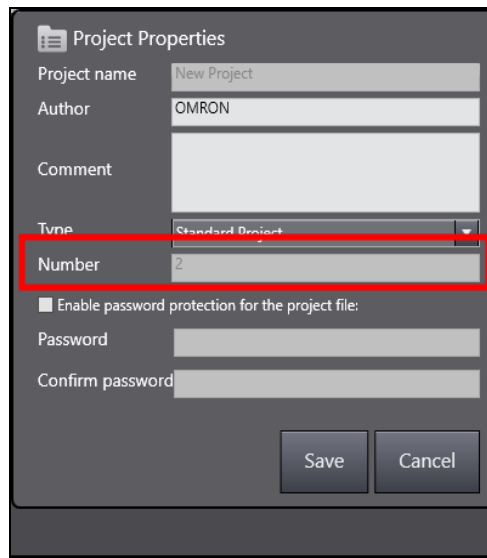 Project Properties
Project name New Project
Author OMRON
Comment
Type Standard Project
Number 2
Enable password protection for the project file:
Password
Confirm password
Save Cancel